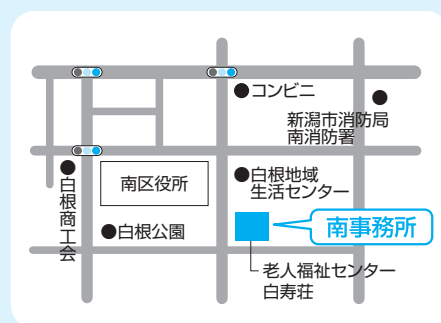 ●コンビニ
●
新潟市消防局
南消防署
●
白根商工会
南区役所
●白根地域
生活センター
●白根公園
南事務所
老人福祉センター
白寿荘